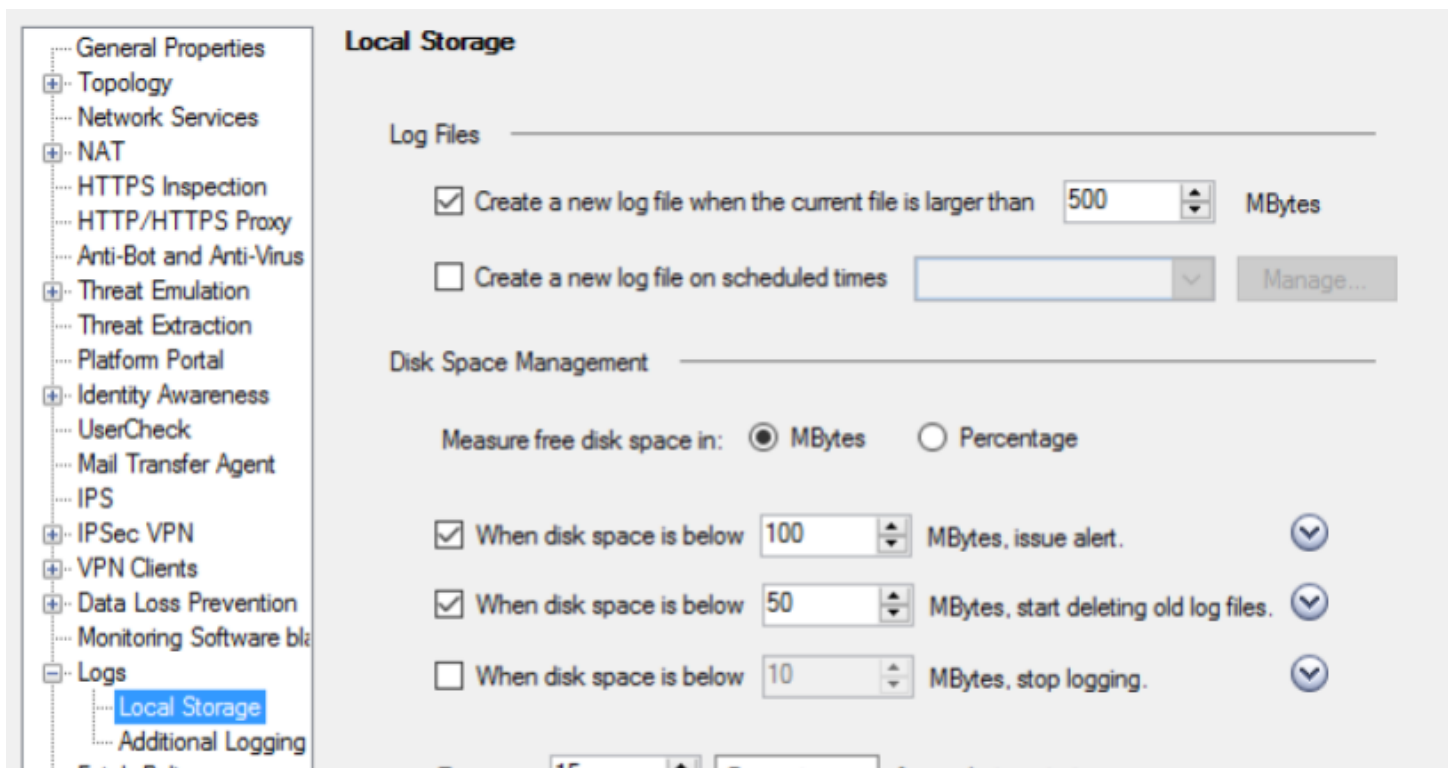 General Properties
Topology
Network Services
NAT
HTTPS Inspection
HTTP/HTTPS Proxy
Anti-Bot and Anti-Virus
Threat Emulation
Threat Extraction
Platform Portal
Identity Awareness
UserCheck
Mail Transfer Agent
IPS
IPSec VPN
VPN Clients
Data Loss Prevention
Monitoring Software bla
Logs
Local Storage
Additional Logging
Local Storage
Log Files
Create a new log file when the current file is larger than 500 MBytes
Create a new log file on scheduled times Manage...
Disk Space Management
Measure free disk space in: MBytes Percentage
When disk space is below 100 MBytes, issue alert.
When disk space is below 50 MBytes, start deleting old log files.
When disk space is below 10 MBytes, stop logging.
15